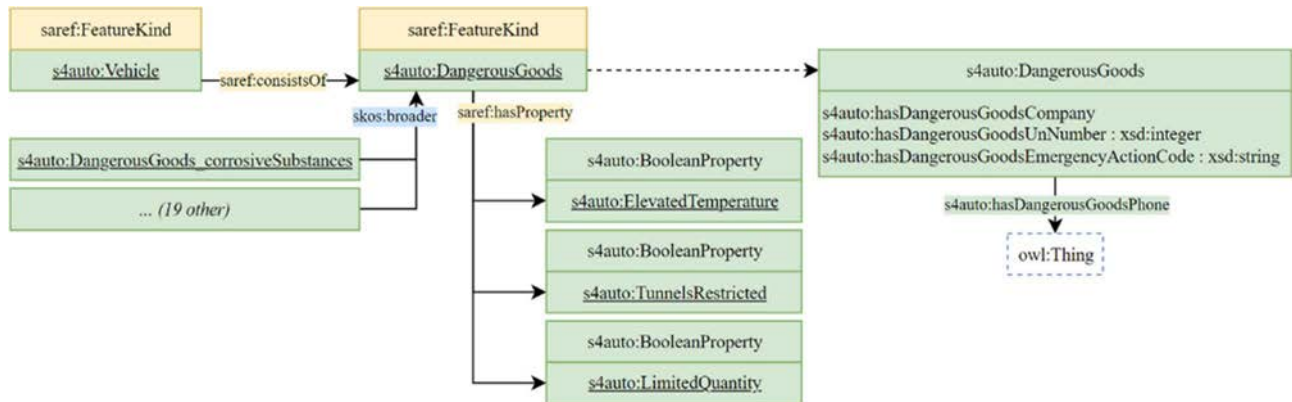 saref:FeatureKind
s4auto:Vehicle
saref:consistsOf
saref:FeatureKind
s4auto:DangerousGoods
skos:broader
saref:hasProperty
s4auto:DangerousGoods_corrosiveSubstances
... (19 other)
s4auto:BooleanProperty
s4auto:ElevatedTemperature
s4auto:BooleanProperty
s4auto:TunnelsRestricted
s4auto:BooleanProperty
s4auto:LimitedQuantity
s4auto:DangerousGoods
s4auto:hasDangerousGoodsCompany
s4auto:hasDangerousGoodsUnNumber : xsd:integer
s4auto:hasDangerousGoodsEmergencyActionCode : xsd:string
s4auto:hasDangerousGoodsPhone
owl:Thing